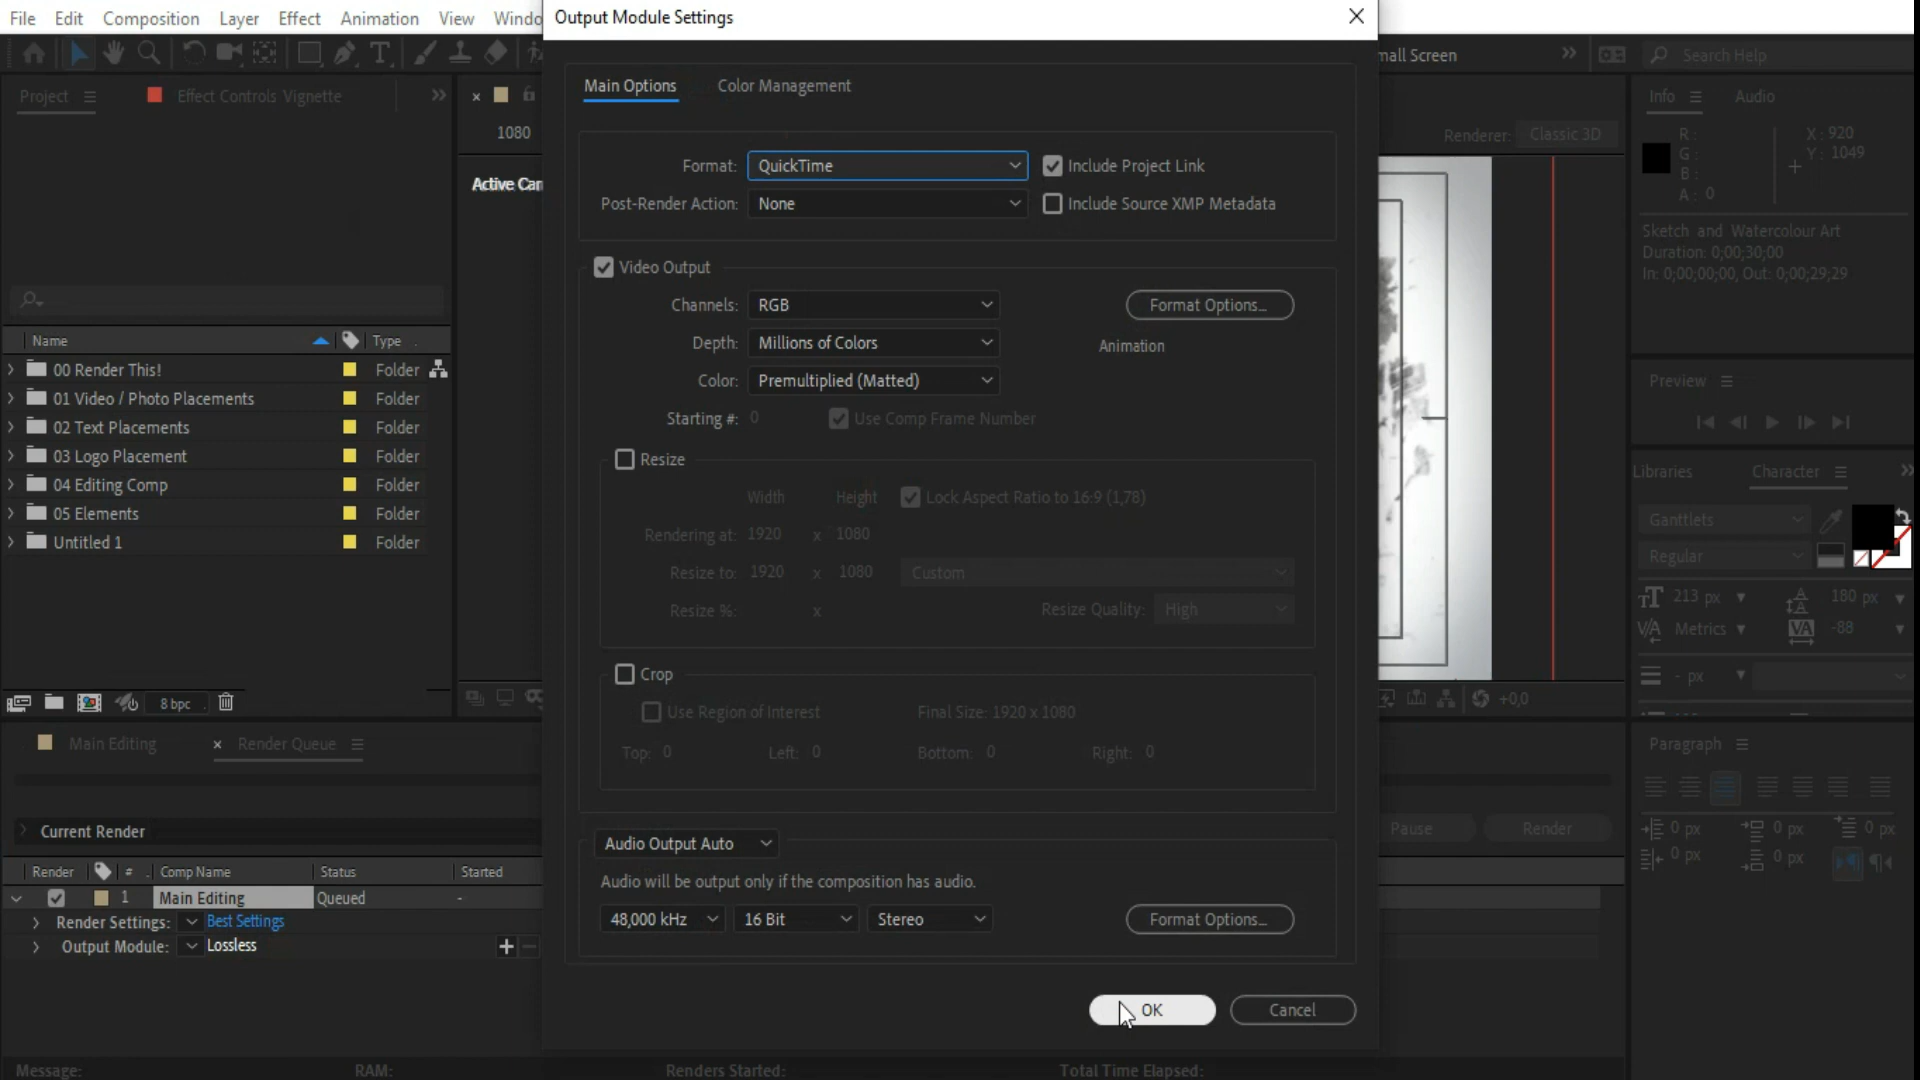 File Edit Composition Layer Effect Animation View Windo
Output Module Settings
mall Screen
Search Help
Project
Effect Controls Vignette
1080
Active Car
Main Options
Color Management
Format: QuickTime
Include Project Link
Post-Render Action: None
Include Source XMP Metadata
Video Output
Channels: RGB
Format Options...
Depth: Millions of Colors
Animation
Color: Premultiplied (Matted)
Starting #: 0
Use Comp Frame Number
Resize
Width Height
Lock Aspect Ratio to 16:9 (1,78)
Rendering at: 1920 x 1080
Resize to: 1920 x 1080 Custom
Resize %: x
Resize Quality: High
Crop
Use Region of Interest
Final Size: 1920 x 1080
Top: 0 Left: 0 Bottom: 0 Right: 0
Audio Output Auto
Audio will be output only if the composition has audio.
48,000 kHz 16 Bit Stereo
Format Options...
OK
Cancel
Name Type
00 Render This! Folder
01 Video / Photo Placements Folder
02 Text Placements Folder
03 Logo Placement Folder
04 Editing Comp Folder
05 Elements Folder
Untitled 1 Folder
8 bpc
Main Editing
Render Queue
Current Render
Render # Comp Name Status Started
1 Main Editing Queued -
Render Settings: Best Settings
Output Module: Lossless
Message: RAM: Renders Started: Total Time Elapsed:
Renderer: Classic 3D
+0,0
Pause
Render
Info
Audio
R :
G :
B :
A : 0
X : 920
Y : 1049
Sketch and Watercolour Art
Duration: 0;00;30;00
In: 0;00;00;00, Out: 0;00;29;29
Preview
Libraries
Character
Ganttlets
Regular
213 px
180 px
Metrics
-88
- px
Paragraph
0 px 0 px 0 px
0 px 0 px